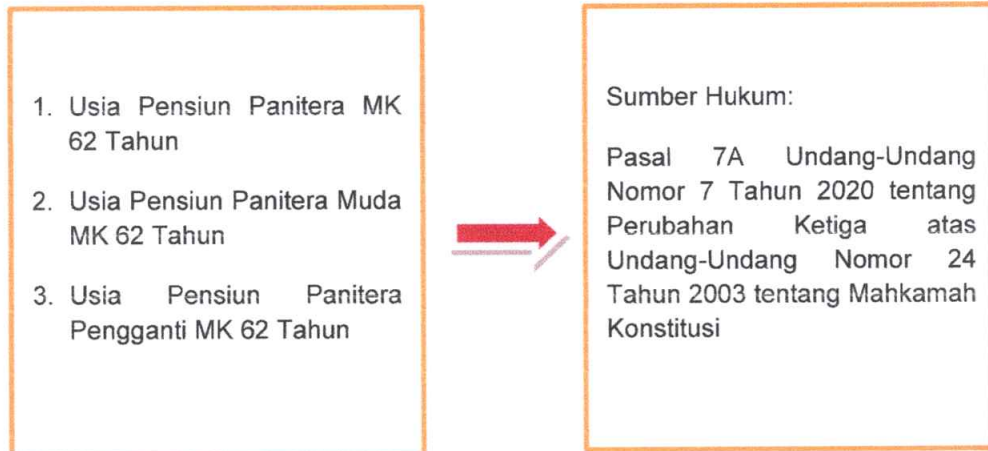 1. Usia Pensiun Panitera MK
62 Tahun
2. Usia Pensiun Panitera Muda
MK 62 Tahun
3. Usia Pensiun Panitera
Pengganti MK 62 Tahun
Sumber Hukum:
Pasal 7A Undang-Undang
Nomor 7 Tahun 2020 tentang
Perubahan Ketiga atas
Undang-Undang Nomor 24
Tahun 2003 tentang Mahkamah
Konstitusi